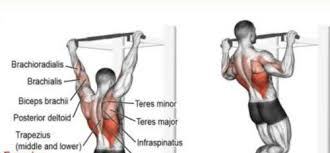 Brachioradialis
Brachialis
Biceps brachii
Posterior deltoid
Trapezius
(middle and lower)
Teres minor
Teres major
Infraspinatus